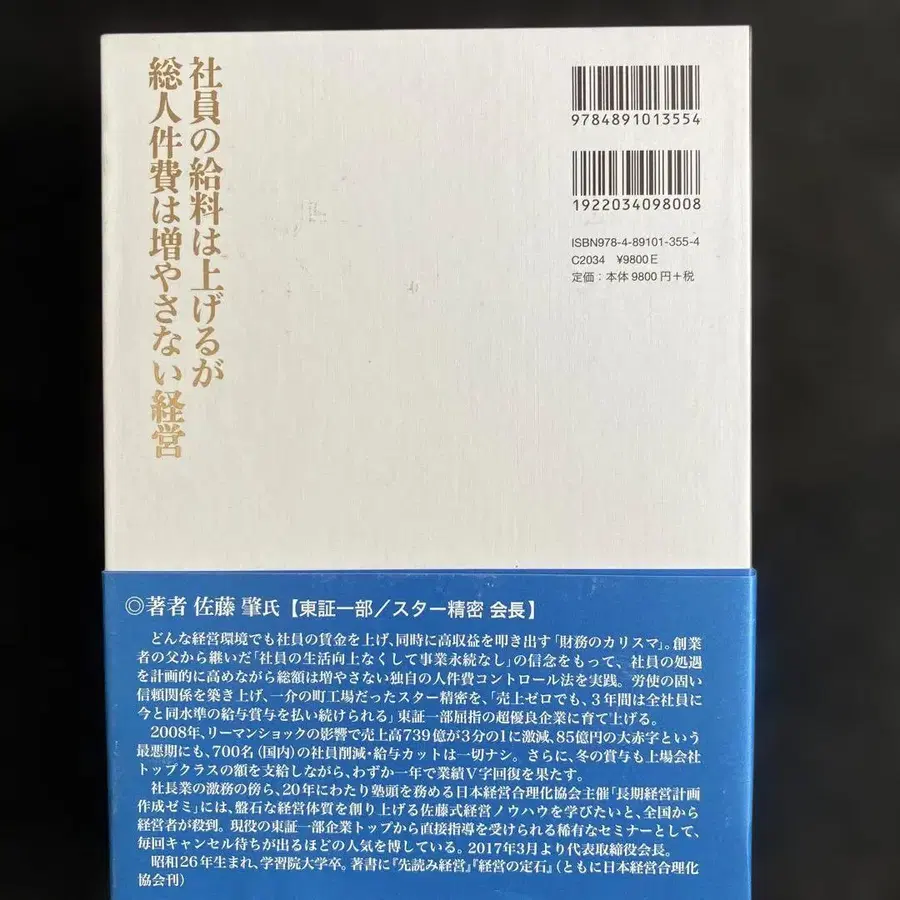 社員の給料は上げるが
総人件費は増やさない経営
9784891013554
1922034098008
ISBN978-4-89101-355-4
C2034 ¥9800E
定価：本体9800円＋税
◎著者 佐藤 肇氏【東証一部／スター精密 会長】
どんな経営環境でも社員の賃金を上げ、同時に高収益を叩き出す「財務のカリスマ」。創業
者の父から継いだ「社員の生活向上なくして事業永続なし」の信念をもって、社員の処遇
を計画的に高めながら総額は増やさない独自の人件費コントロール法を実践。労使の固い
信頼関係を築き上げ、一介の町工場だったスター精密を、「売上ゼロでも、３年間は全社員に
今と同水準の給与賞与を払い続けられる」東証一部屈指の超優良企業に育て上げる。
2008年、リーマンショックの影響で売上高739億が３分の１に激減、85億円の大赤字という
最悪期にも、700名（国内）の社員削減・給与カットは一切ナシ。さらに、冬の賞与も上場会社
トップクラスの額を支給しながら、わずか一年で業績Ｖ字回復を果たす。
社長業の激務の傍ら、20年にわたり塾頭を務める日本経営合理化協会主催「長期経営計画
作成ゼミ」には、盤石な経営体質を創り上げる佐藤式経営ノウハウを学びたいと、全国から
経営者が殺到。現役の東証一部企業トップから直接指導を受けられる稀有なセミナーとして、
毎回キャンセル待ちが出るほどの人気を博している。2017年3月より代表取締役会長。
昭和26年生まれ、学習院大学卒。著書に『先読み経営』『経営の定石』（ともに日本経営合理化
協会刊）